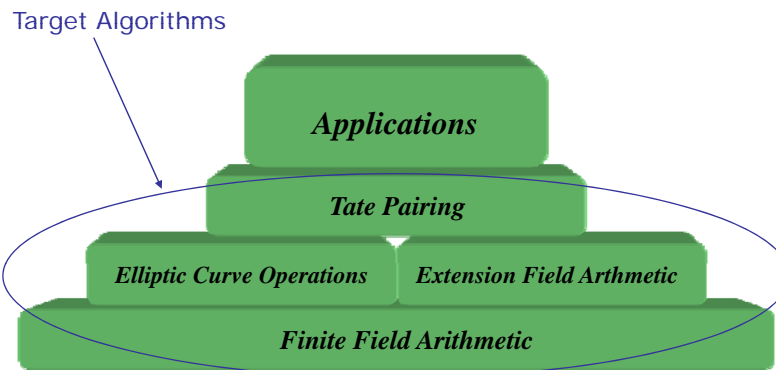 Target Algorithms
Applications
Tate Pairing
Elliptic Curve Operations
Extension Field Arthmetic
Finite Field Arithmetic